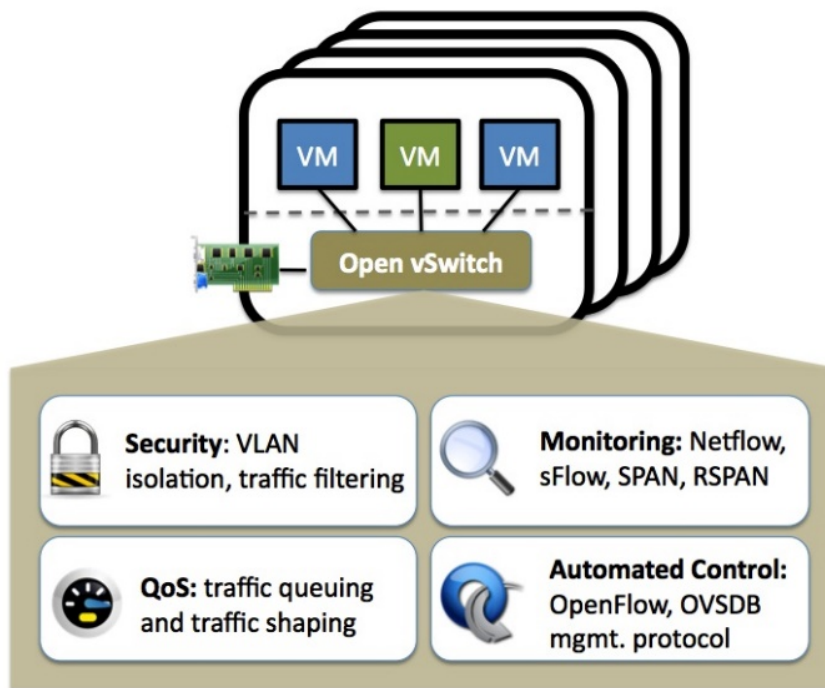 VM
VM
VM
Open vSwitch
Security: VLAN
isolation, traffic filtering
Monitoring: Netflow,
sFlow, SPAN, RSPAN
QoS: traffic queuing
and traffic shaping
Automated Control:
OpenFlow, OVSDB
mgmt. protocol